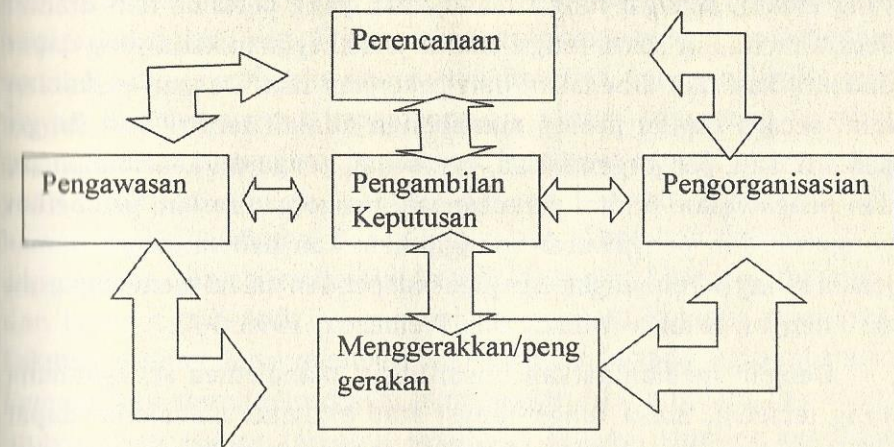 Perencanaan
Pengawasan
Pengambilan
Keputusan
Pengorganisasian
Menggerakkan/peng
gerakan